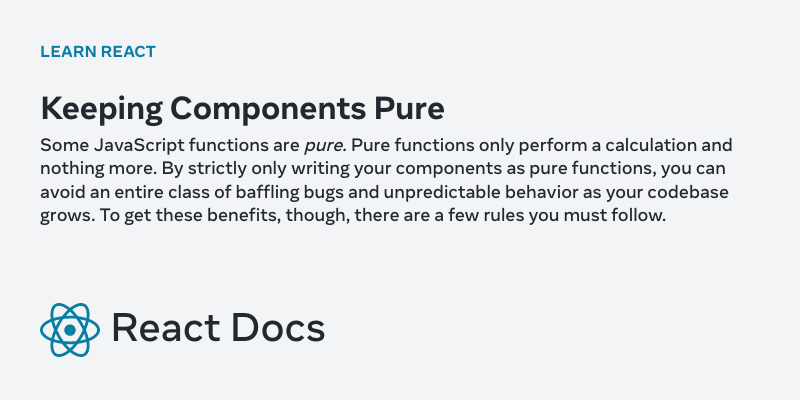 LEARN REACT
Keeping Components Pure
Some JavaScript functions are pure. Pure functions only perform a calculation and
nothing more. By strictly only writing your components as pure functions, you can
avoid an entire class of baffling bugs and unpredictable behavior as your codebase
grows. To get these benefits, though, there are a few rules you must follow.
React Docs